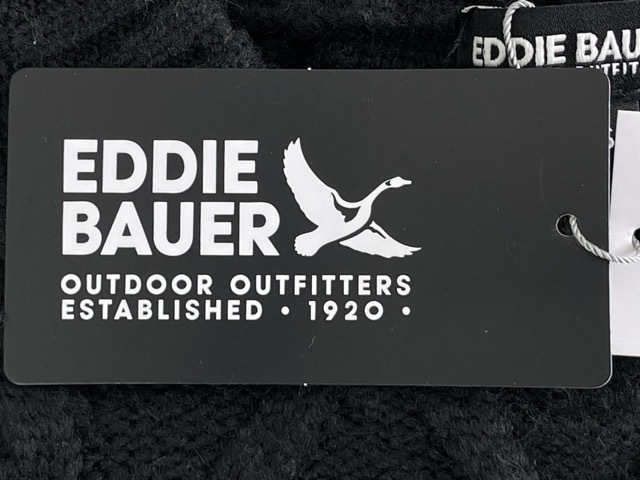 EDDIE BAU
EDDIE
BAUER
OUTDOOR OUTFITTERS
ESTABLISHED • 1920 •